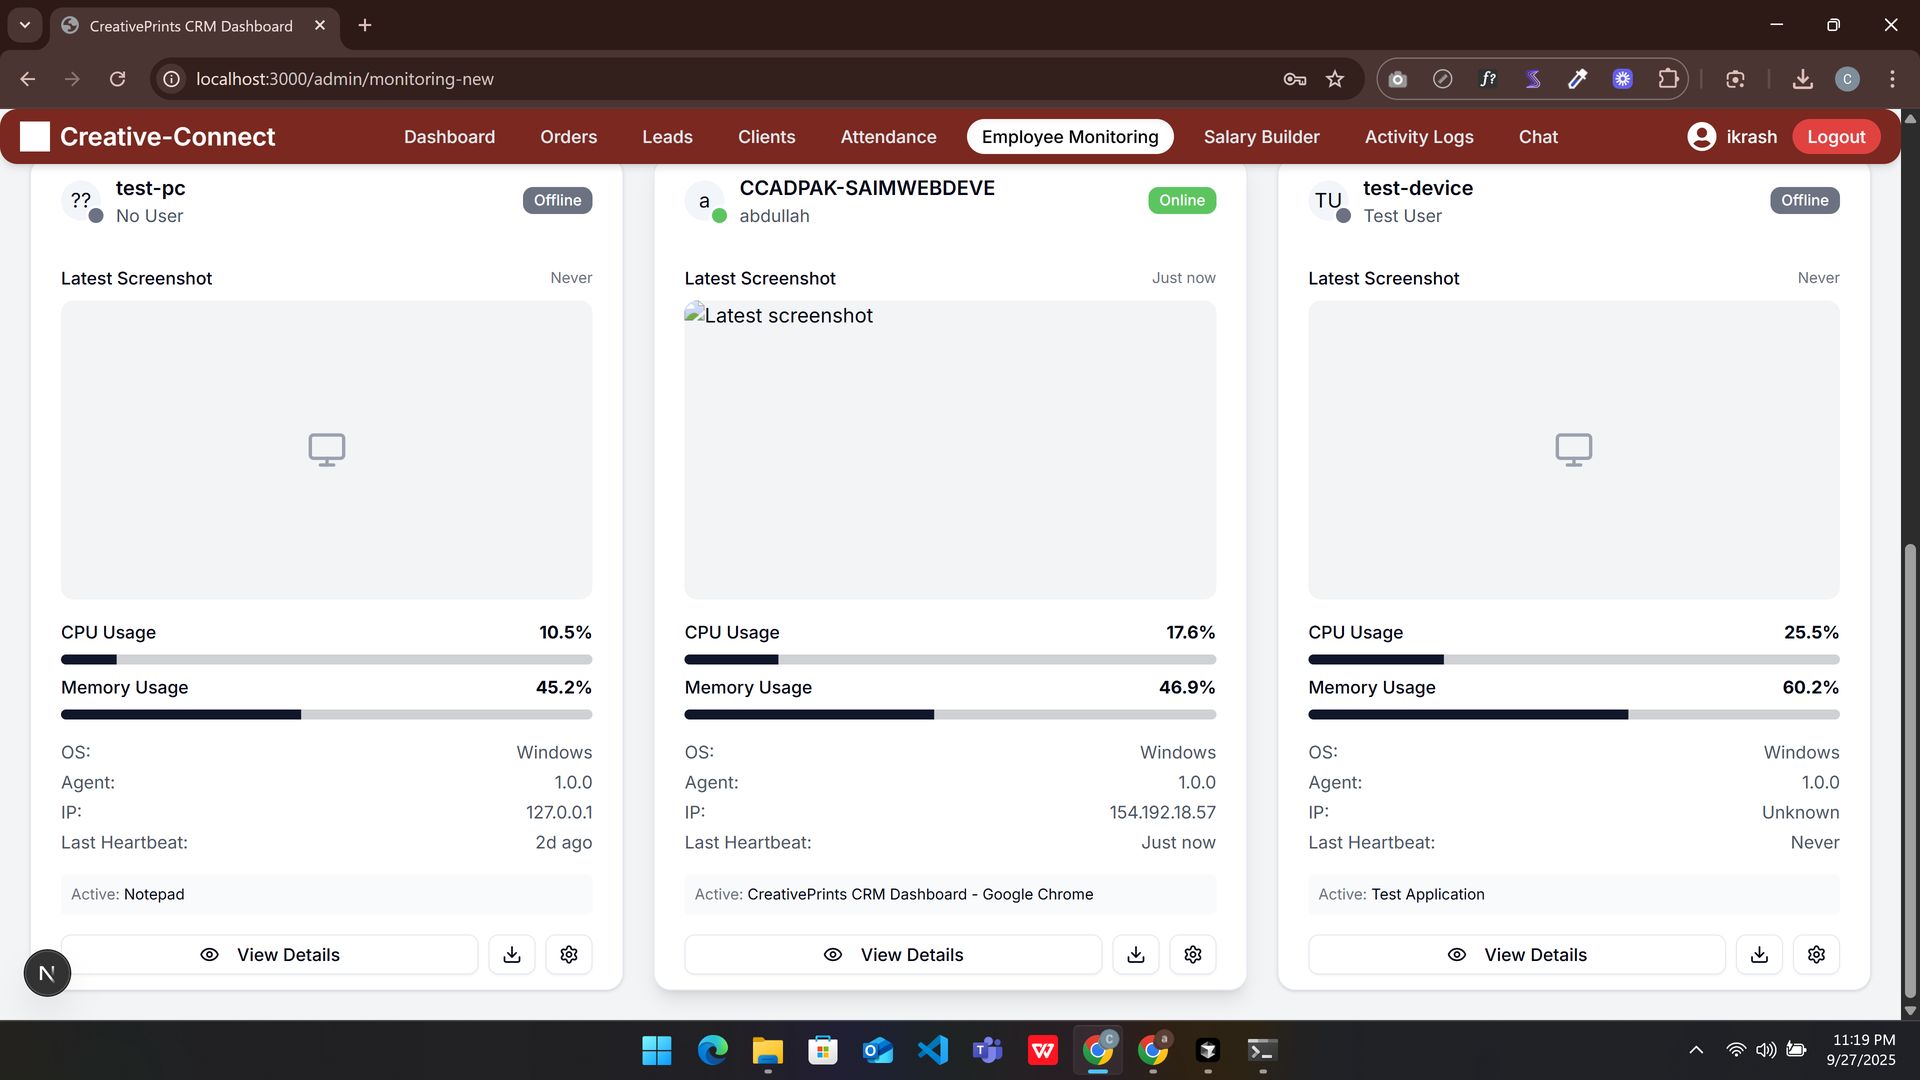 CreativePrints CRM Dashboard
localhost:3000/admin/monitoring-new
f?
C
Creative-Connect
Dashboard
Orders
Leads
Clients
Attendance
Employee Monitoring
Salary Builder
Activity Logs
Chat
ikrash
Logout
??
test-pc
No User
Offline
Latest Screenshot
Never
CPU Usage
10.5%
Memory Usage
45.2%
OS:
Windows
Agent:
1.0.0
IP:
127.0.0.1
Last Heartbeat:
2d ago
Active: Notepad
View Details
a
CCADPAK-SAIMWEBDEVE
abdullah
Online
Latest Screenshot
Just now
Latest screenshot
CPU Usage
17.6%
Memory Usage
46.9%
OS:
Windows
Agent:
1.0.0
IP:
154.192.18.57
Last Heartbeat:
Just now
Active: CreativePrints CRM Dashboard - Google Chrome
View Details
TU
test-device
Test User
Offline
Latest Screenshot
Never
CPU Usage
25.5%
Memory Usage
60.2%
OS:
Windows
Agent:
1.0.0
IP:
Unknown
Last Heartbeat:
Never
Active: Test Application
View Details
N
C
a
11:19 PM
9/27/2025